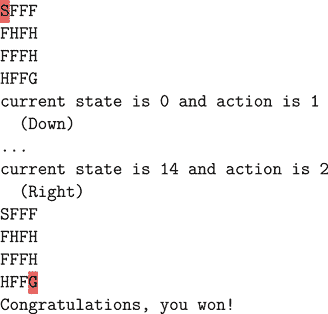 SFFF
FHFH
FFFH
HFFG
current state is 0 and action is 1
(Down)
...
current state is 14 and action is 2
(Right)
SFFF
FHFH
FFFH
HFFG
Congratulations, you won!